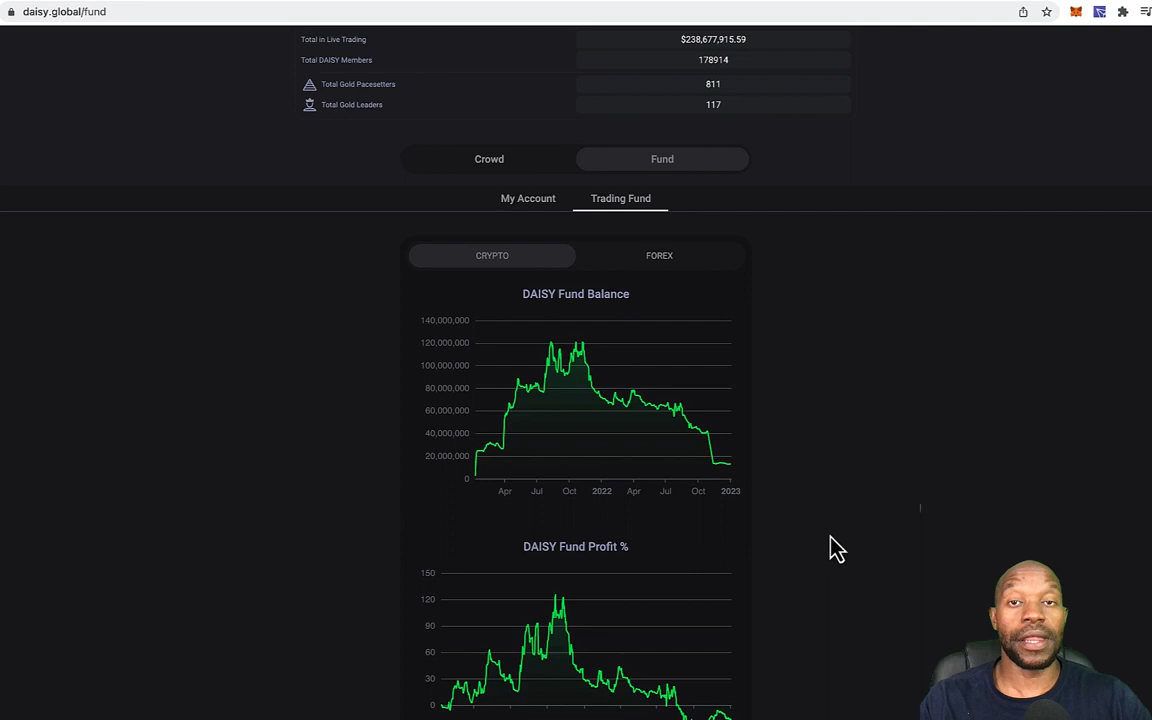 daisy.global/fund
Total in Live Trading $238,677,915.59
Total DAISY Members 178914
Total Gold Pacesetters 811
Total Gold Leaders 117
Crowd Fund
My Account Trading Fund
CRYPTO FOREX
DAISY Fund Balance
140,000,000
120,000,000
100,000,000
80,000,000
60,000,000
40,000,000
20,000,000
0
Apr Jul Oct 2022 Apr Jul Oct 2023
DAISY Fund Profit %
150
120
90
60
30
0